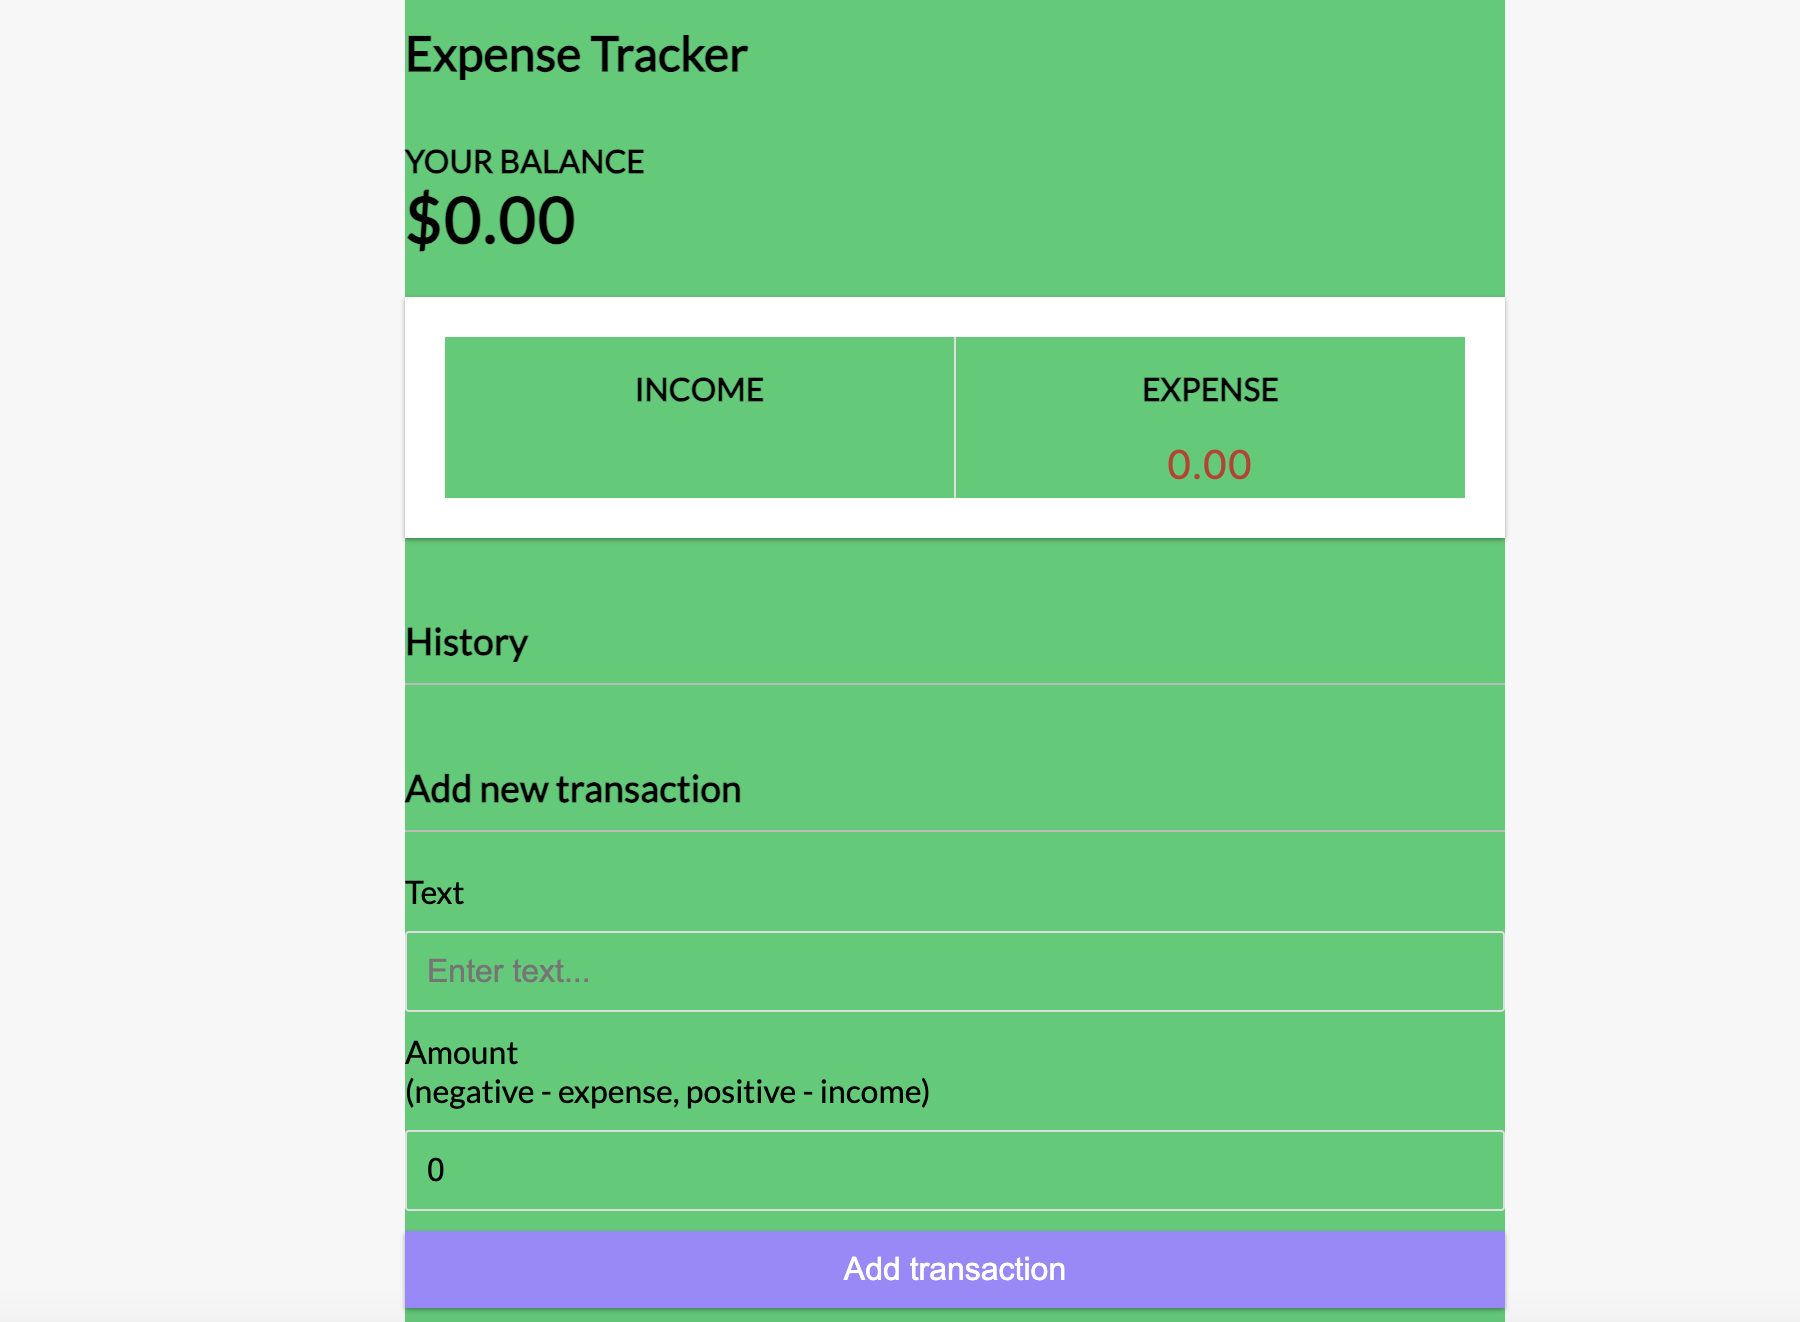 Expense Tracker
YOUR BALANCE
$0.00
INCOME
EXPENSE
0.00
History
Add new transaction
Text
Enter text...
Amount
(negative - expense, positive - income)
0
Add transaction